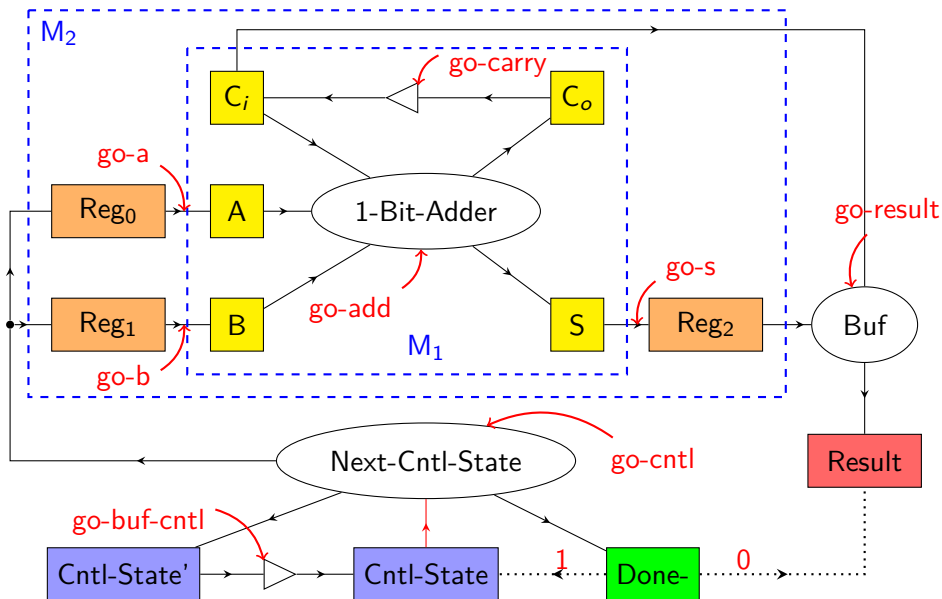 M₂
go-carry
Cᵢ
Cₒ
go-a
Reg₀
A
1-Bit-Adder
go-result
go-s
go-add
Reg₁
B
S
Reg₂
Buf
M₁
go-b
Next-Cntl-State
go-cntl
Result
go-buf-cntl
Cntl-State'
Cntl-State
1
Done-
0